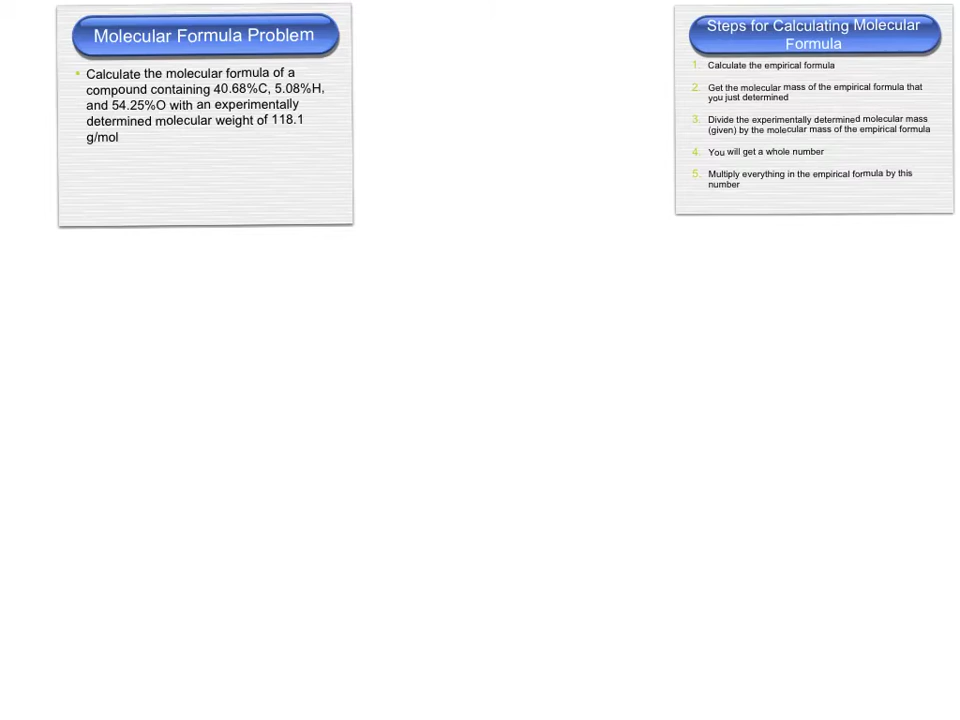 Molecular Formula Problem
Calculate the molecular formula of a
compound containing 40.68%C, 5.08%H,
and 54.25%O with an experimentally
determined molecular weight of 118.1
g/mol
Steps for Calculating Molecular
Formula
1. Calculate the empirical formula
2. Get the molecular mass of the empirical formula that
you just determined
3. Divide the experimentally determined molecular mass
(given) by the molecular mass of the empirical formula
4. You will get a whole number
5. Multiply everything in the empirical formula by this
number